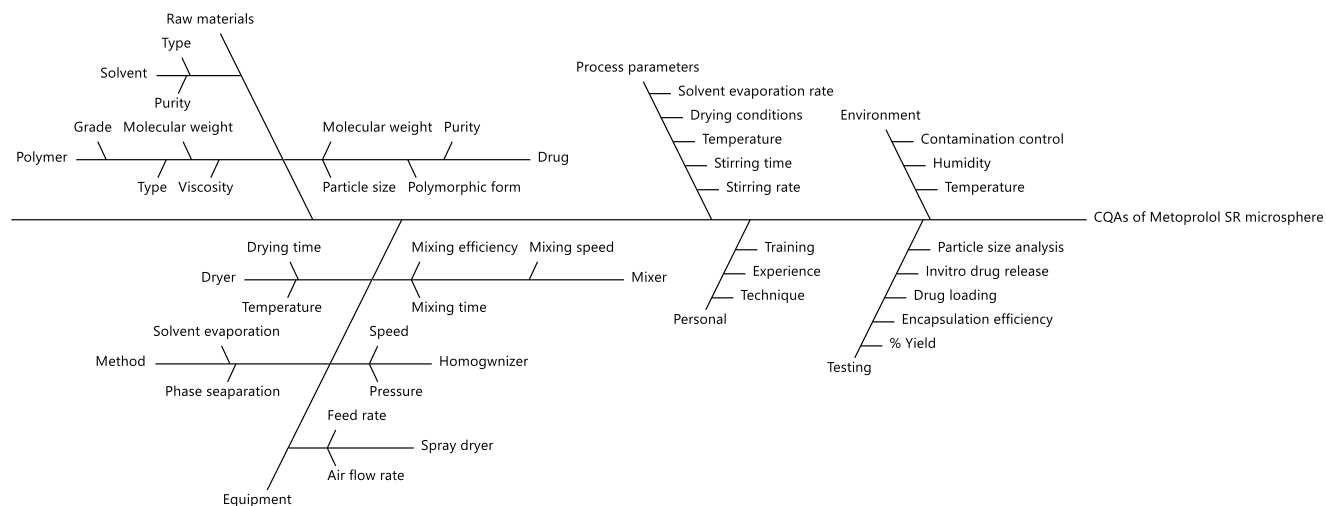 Raw materials
Type
Solvent
Purity
Grade
Molecular weight
Polymer
Type
Viscosity
Molecular weight
Purity
Drug
Particle size
Polymorphic form
Process parameters
Solvent evaporation rate
Drying conditions
Temperature
Stirring time
Stirring rate
Environment
Contamination control
Humidity
Temperature
CQAs of Metoprolol SR microsphere
Drying time
Dryer
Temperature
Mixing efficiency
Mixing speed
Mixer
Mixing time
Solvent evaporation
Method
Phase seaparation
Speed
Homogwnizer
Pressure
Feed rate
Spray dryer
Air flow rate
Equipment
Training
Experience
Technique
Personal
Particle size analysis
Invitro drug release
Drug loading
Encapsulation efficiency
% Yield
Testing